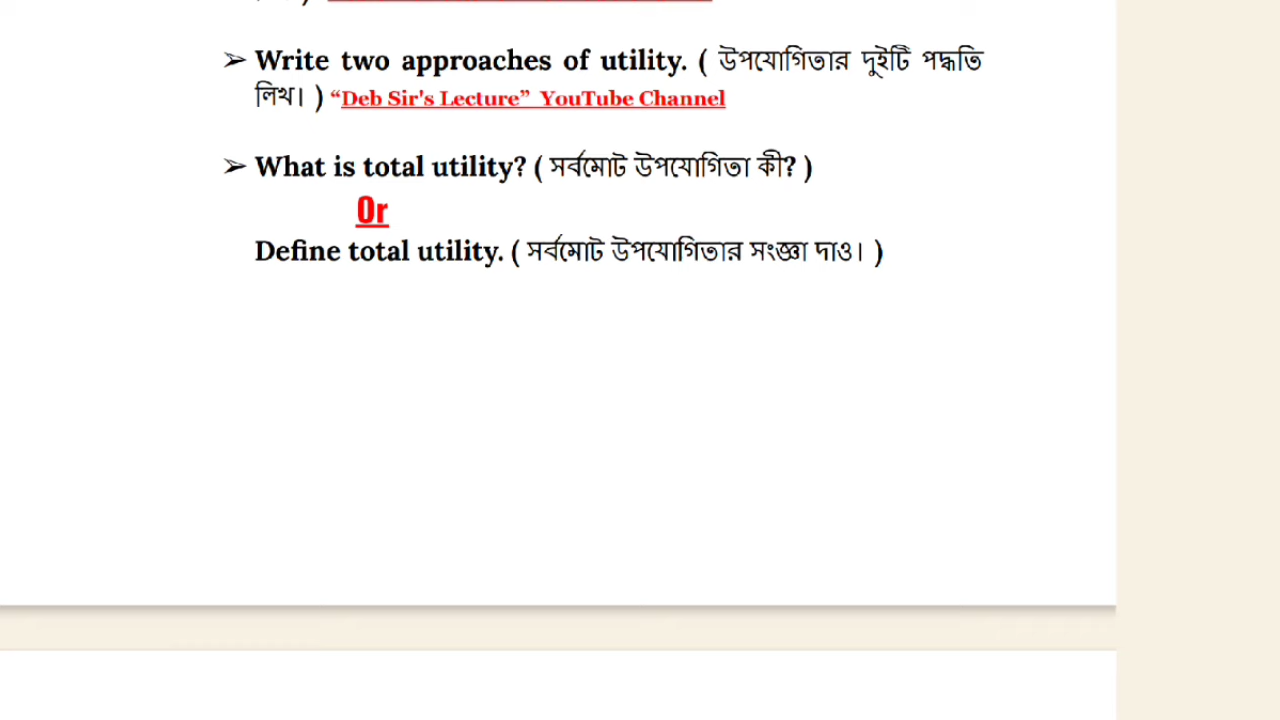 ➢ Write two approaches of utility. ( উপযোগিতার দুইটি পদ্ধতি
লিখ। ) “Deb Sir's Lecture” YouTube Channel
➢ What is total utility? ( সর্বমোট উপযোগিতা কী? )
Or
Define total utility. ( সর্বমোট উপযোগিতার সংজ্ঞা দাও। )